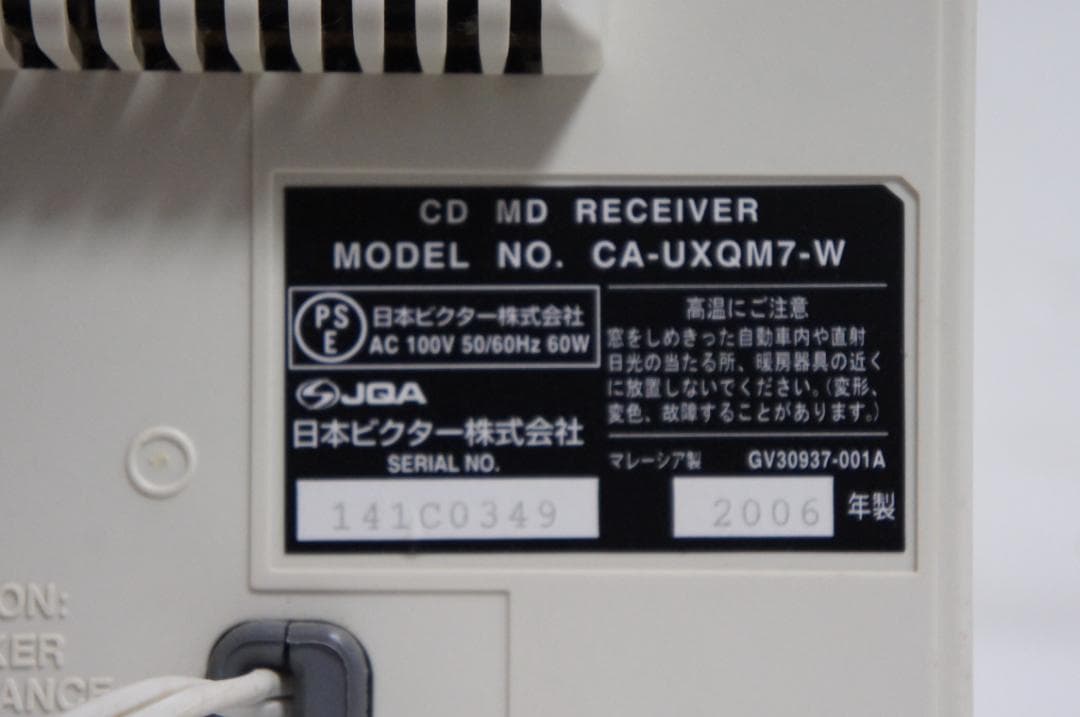 CD MD RECEIVER
MODEL NO. CA-UXQM7-W
PSE
日本ビクター株式会社
AC 100V 50/60Hz 60W
JQA
日本ビクター株式会社
SERIAL NO.
141C0349
高温にご注意
窓をしめきった自動車内や直射
日光の当たる所、暖房器具の近く
に放置しないでください。(変形、
変色、故障することがあります。)
マレーシア製 GV30937-001A
2006 年製
ON:
KER
ANCE